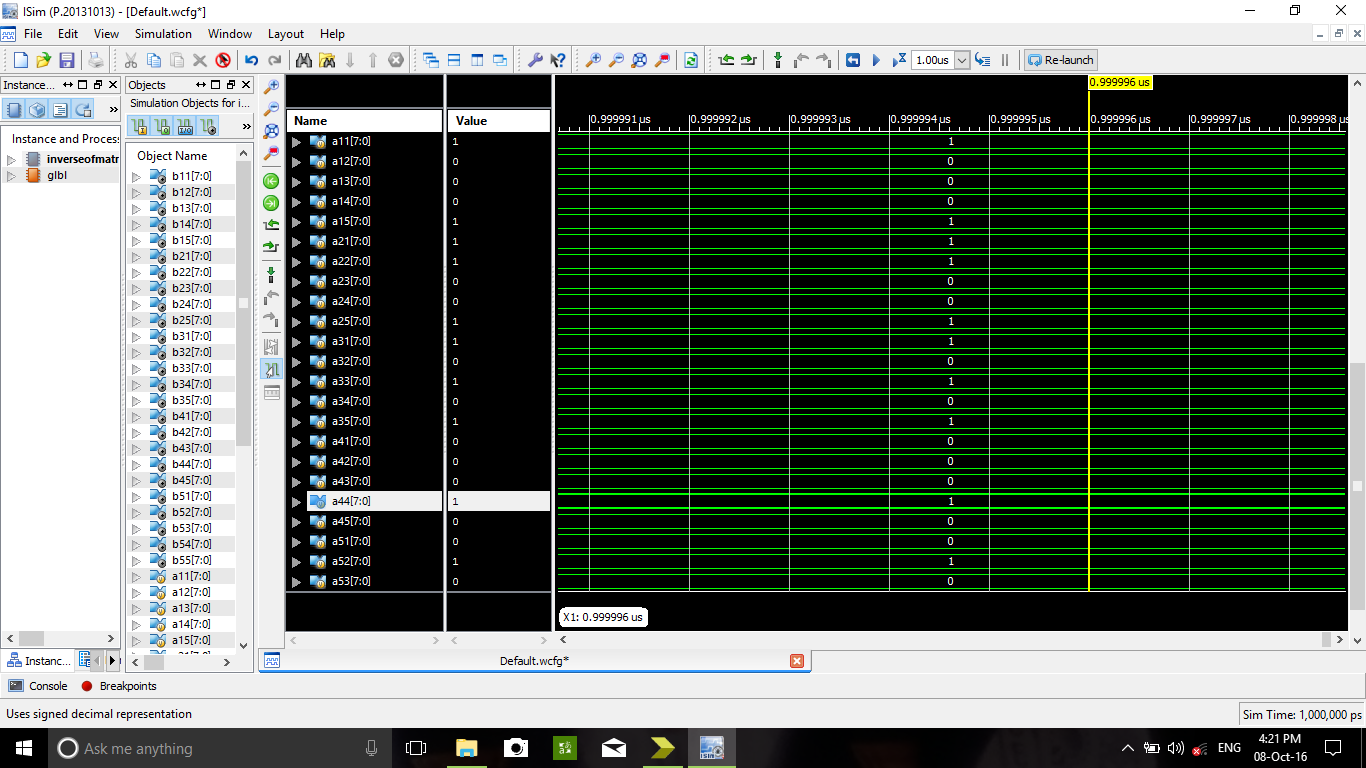 ISim (P.20131013) - [Default.wcfg*]
File Edit View Simulation Window Layout Help
1.00us Re-launch
Instance... Objects
Simulation Objects for i...
Instance and Proces
inverseofmatr
glbl
Object Name
b11[7:0]
b12[7:0]
b13[7:0]
b14[7:0]
b15[7:0]
b21[7:0]
b22[7:0]
b23[7:0]
b24[7:0]
b25[7:0]
b31[7:0]
b32[7:0]
b33[7:0]
b34[7:0]
b35[7:0]
b41[7:0]
b42[7:0]
b43[7:0]
b44[7:0]
b45[7:0]
b51[7:0]
b52[7:0]
b53[7:0]
b54[7:0]
b55[7:0]
a11[7:0]
a12[7:0]
a13[7:0]
a14[7:0]
a15[7:0]
0.999996 us
0.999991 us 0.999992 us 0.999993 us 0.999994 us 0.999995 us 0.999996 us 0.999997 us 0.999998 us
Name Value
a11[7:0] 1 1
a12[7:0] 0 0
a13[7:0] 0 0
a14[7:0] 0 0
a15[7:0] 1 1
a21[7:0] 1 1
a22[7:0] 1 1
a23[7:0] 0 0
a24[7:0] 0 0
a25[7:0] 1 1
a31[7:0] 1 1
a32[7:0] 0 0
a33[7:0] 1 1
a34[7:0] 0 0
a35[7:0] 1 1
a41[7:0] 0 0
a42[7:0] 0 0
a43[7:0] 0 0
a44[7:0] 1 1
a45[7:0] 0 0
a51[7:0] 0 0
a52[7:0] 1 1
a53[7:0] 0 0
X1: 0.999996 us
Instanc...
Default.wcfg*
Console Breakpoints
Uses signed decimal representation
Sim Time: 1,000,000 ps
Ask me anything
ISIM
ENG
4:21 PM
08-Oct-16